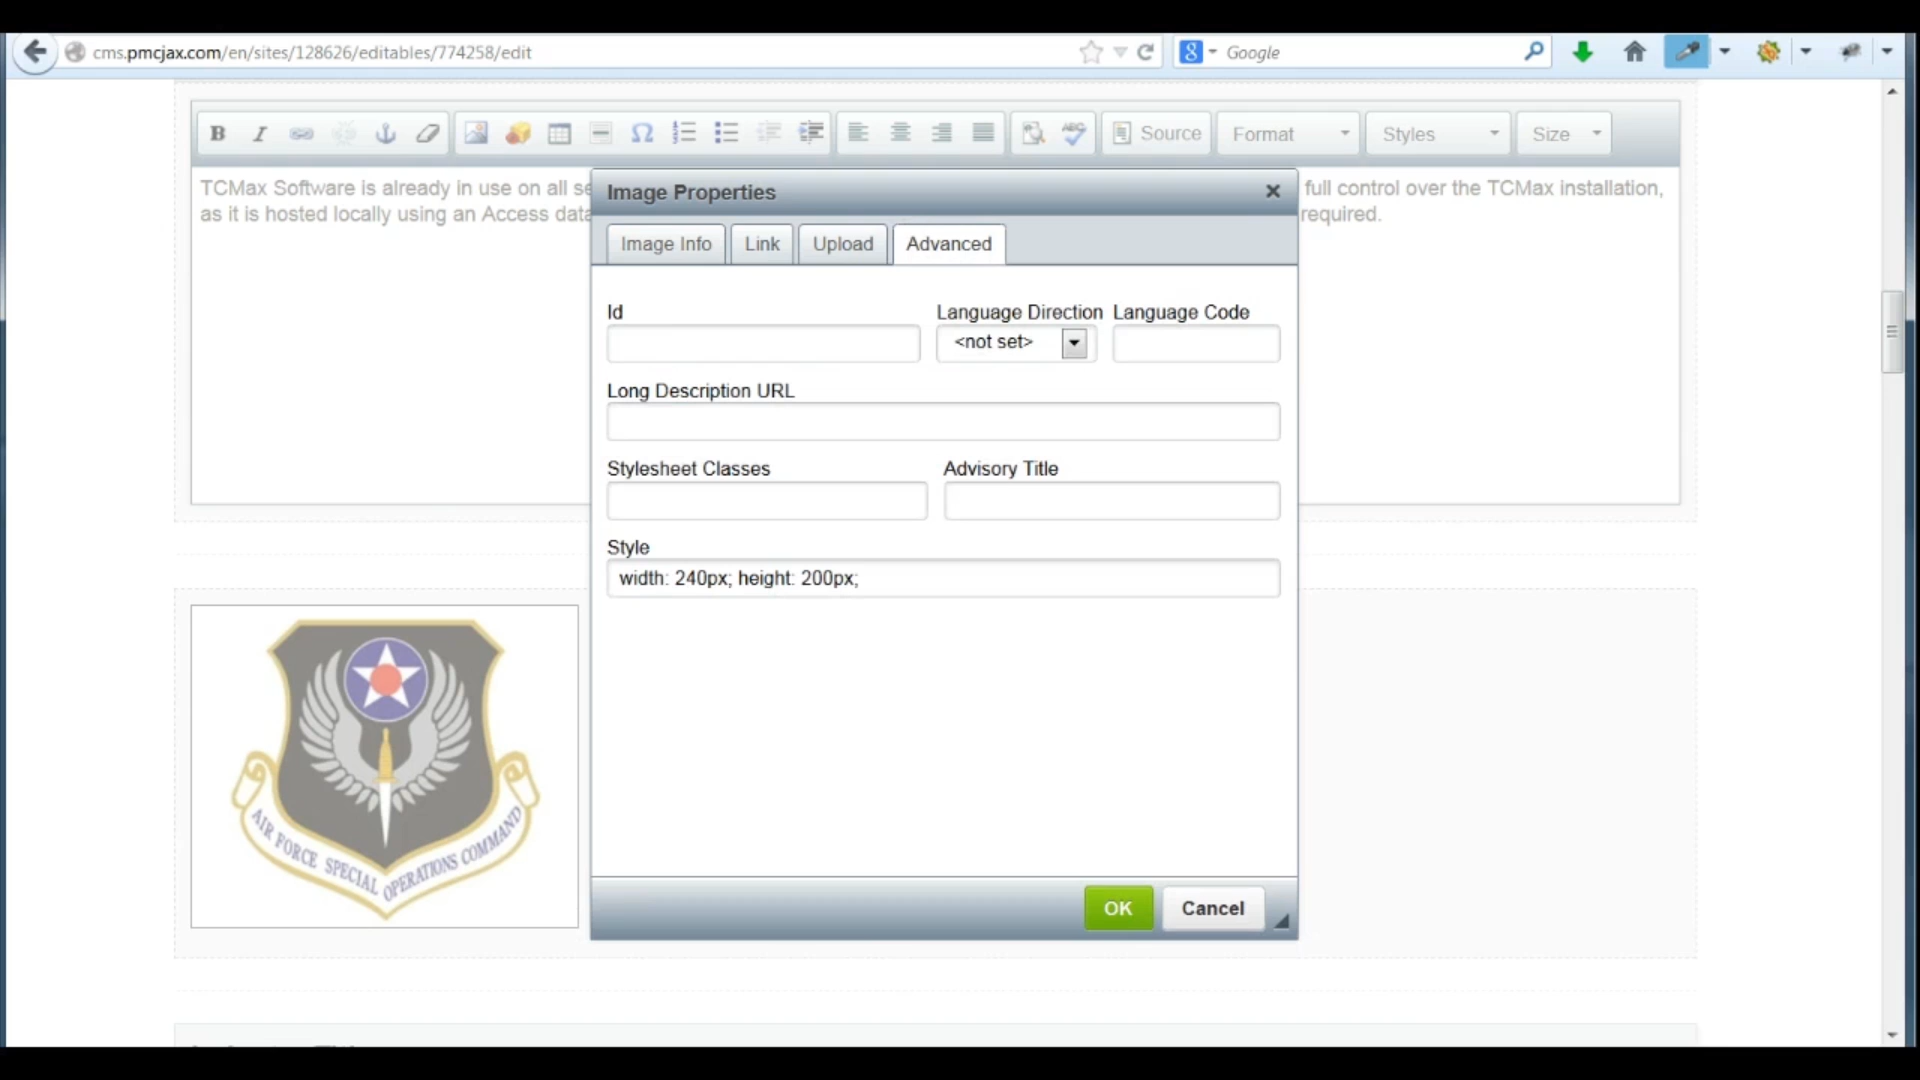 cms.pmcjax.com/en/sites/128626/editables/774258/edit
8 Google
B I Ω ABC Source Format Styles Size
TCMax Software is already in use on all se full control over the TCMax installation,
as it is hosted locally using an Access data required.
Image Properties
Image Info Link Upload Advanced
Id Language Direction Language Code
<not set>
Long Description URL
Stylesheet Classes Advisory Title
Style
width: 240px; height: 200px;
AIR FORCE SPECIAL OPERATIONS COMMAND
OK Cancel